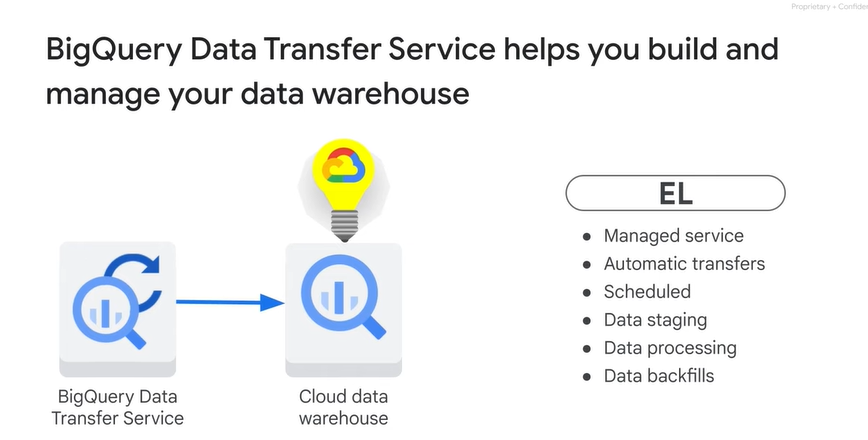 Proprietary + Confiden
BigQuery Data Transfer Service helps you build and
manage your data warehouse
EL
● Managed service
● Automatic transfers
● Scheduled
● Data staging
● Data processing
● Data backfills
BigQuery Data
Transfer Service
Cloud data
warehouse